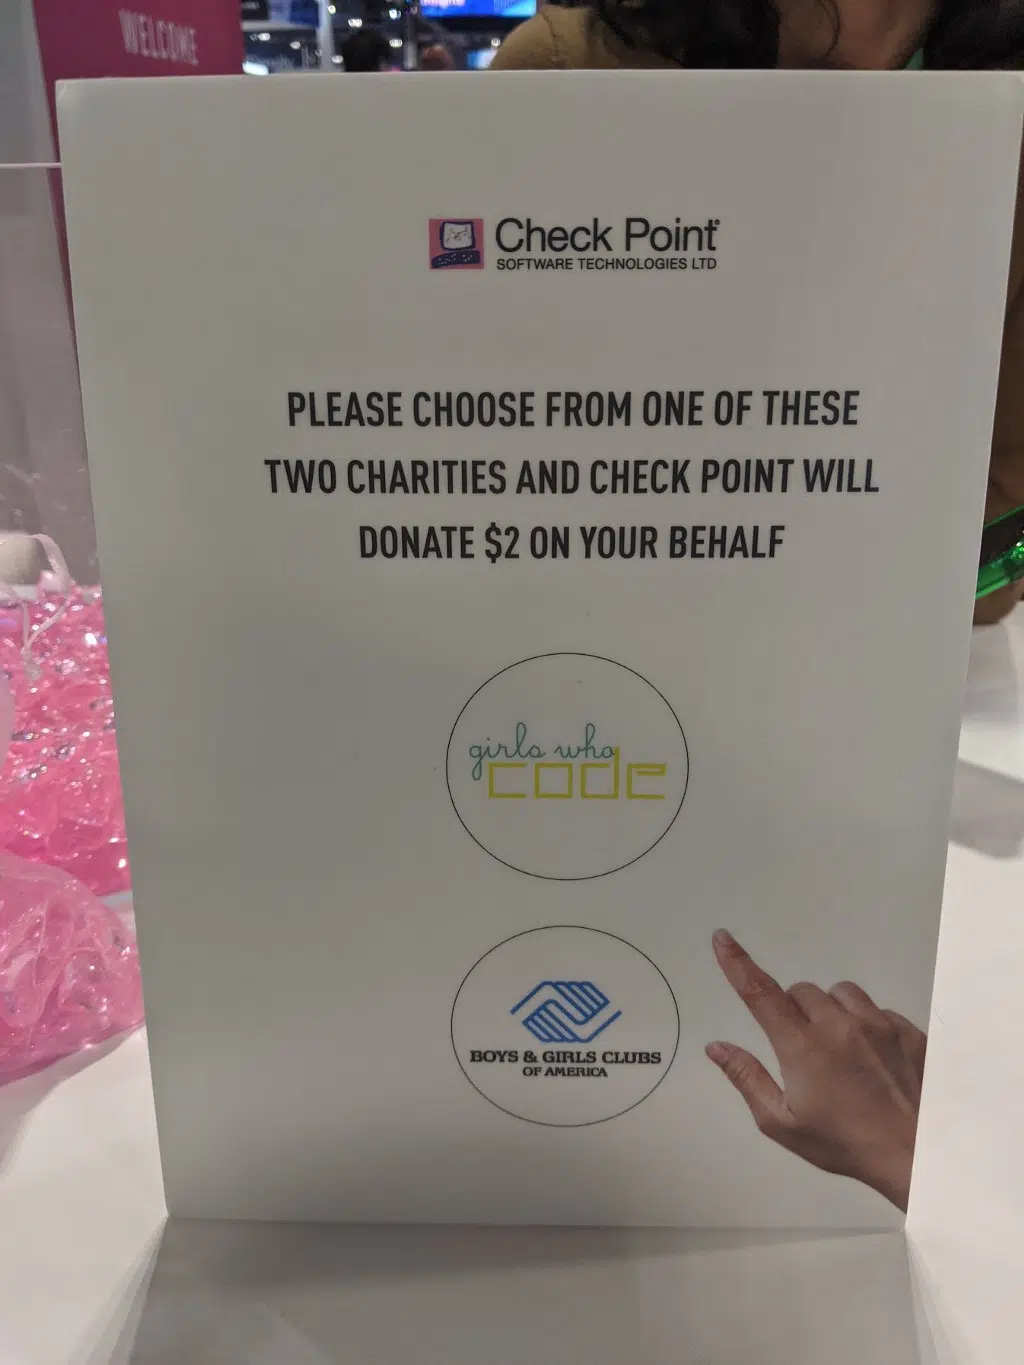 WELCOME
Check Point
SOFTWARE TECHNOLOGIES LTD
PLEASE CHOOSE FROM ONE OF THESE
TWO CHARITIES AND CHECK POINT WILL
DONATE $2 ON YOUR BEHALF
girls who
code
BOYS & GIRLS CLUBS
OF AMERICA